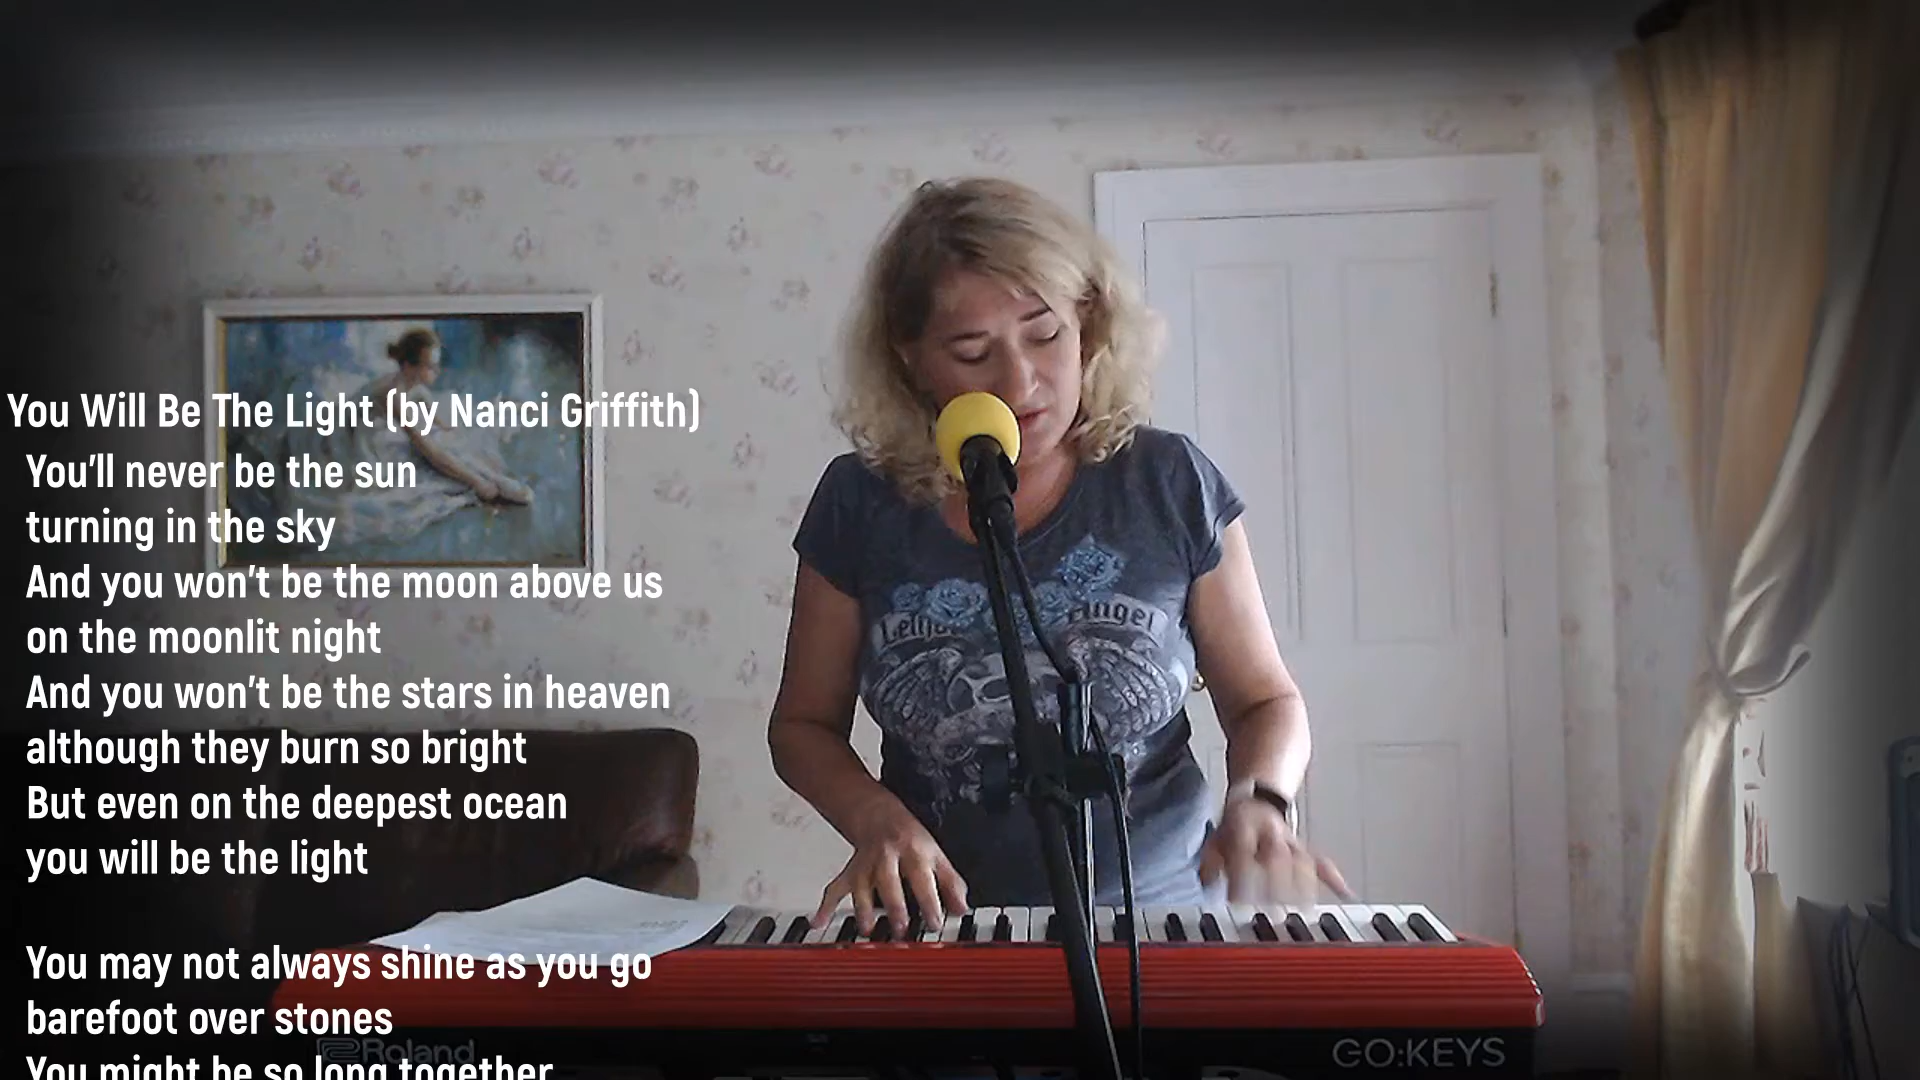 You Will Be The Light (by Nanci Griffith)
You'll never be the sun
turning in the sky
And you won't be the moon above us
on the moonlit night
And you won't be the stars in heaven
although they burn so bright
But even on the deepest ocean
you will be the light
You may not always shine as you go
barefoot over stones
You might be so long together
Angel
Roland
GO:KEYS